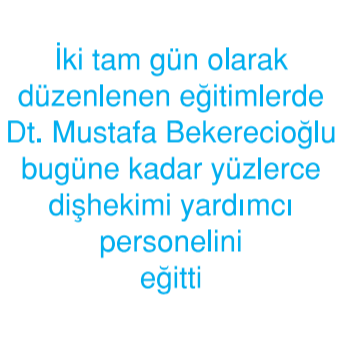 İki tam gün olarak
düzenlenen eğitimlerde
Dt. Mustafa Bekerecioğlu
bugüne kadar yüzlerce
dişhekimi yardımcı
personelini
eğitti